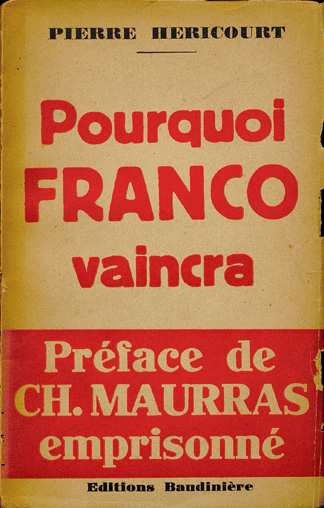 PIERRE HERICOURT
Pourquoi
FRANCO
vaincra
Préface de
CH. MAURRAS
emprisonné
Editions Baudinière